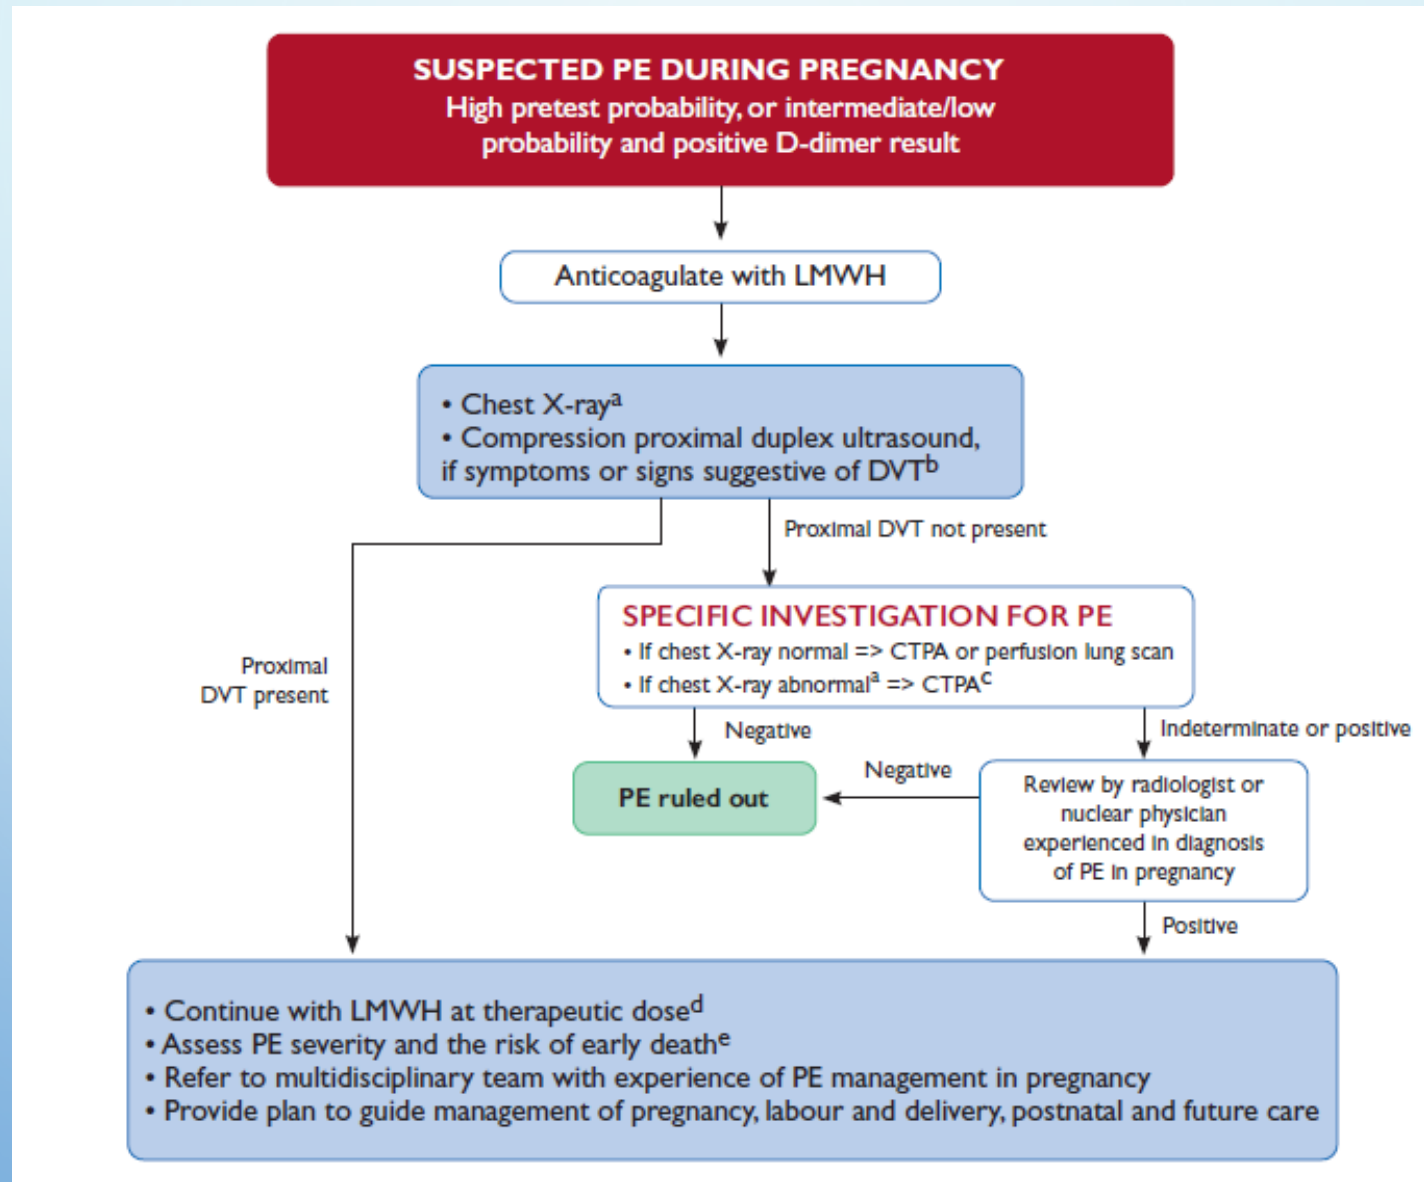 SUSPECTED PE DURING PREGNANCY
High pretest probability, or intermediate/low
probability and positive D-dimer result
Anticoagulate with LMWH
• Chest X-rayᵃ
• Compression proximal duplex ultrasound,
if symptoms or signs suggestive of DVTᵇ
Proximal DVT not present
Proximal
DVT present
SPECIFIC INVESTIGATION FOR PE
• If chest X-ray normal => CTPA or perfusion lung scan
• If chest X-ray abnormalᵃ => CTPAᶜ
Negative
Indeterminate or positive
PE ruled out
Negative
Review by radiologist or
nuclear physician
experienced in diagnosis
of PE in pregnancy
Positive
• Continue with LMWH at therapeutic doseᵈ
• Assess PE severity and the risk of early deathᵉ
• Refer to multidisciplinary team with experience of PE management in pregnancy
• Provide plan to guide management of pregnancy, labour and delivery, postnatal and future care